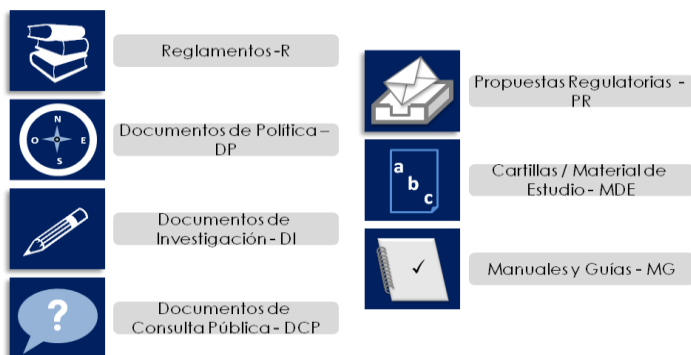 Reglamentos-R
N
O E
S
Documentos de Política –
DP
Documentos de
Investigación - DI
?
Documentos de
Consulta Pública - DCP
Propuestas Regulatorias -
PR
a
b
c
Cartillas / Material de
Estudio - MDE
Manuales y Guías - MG